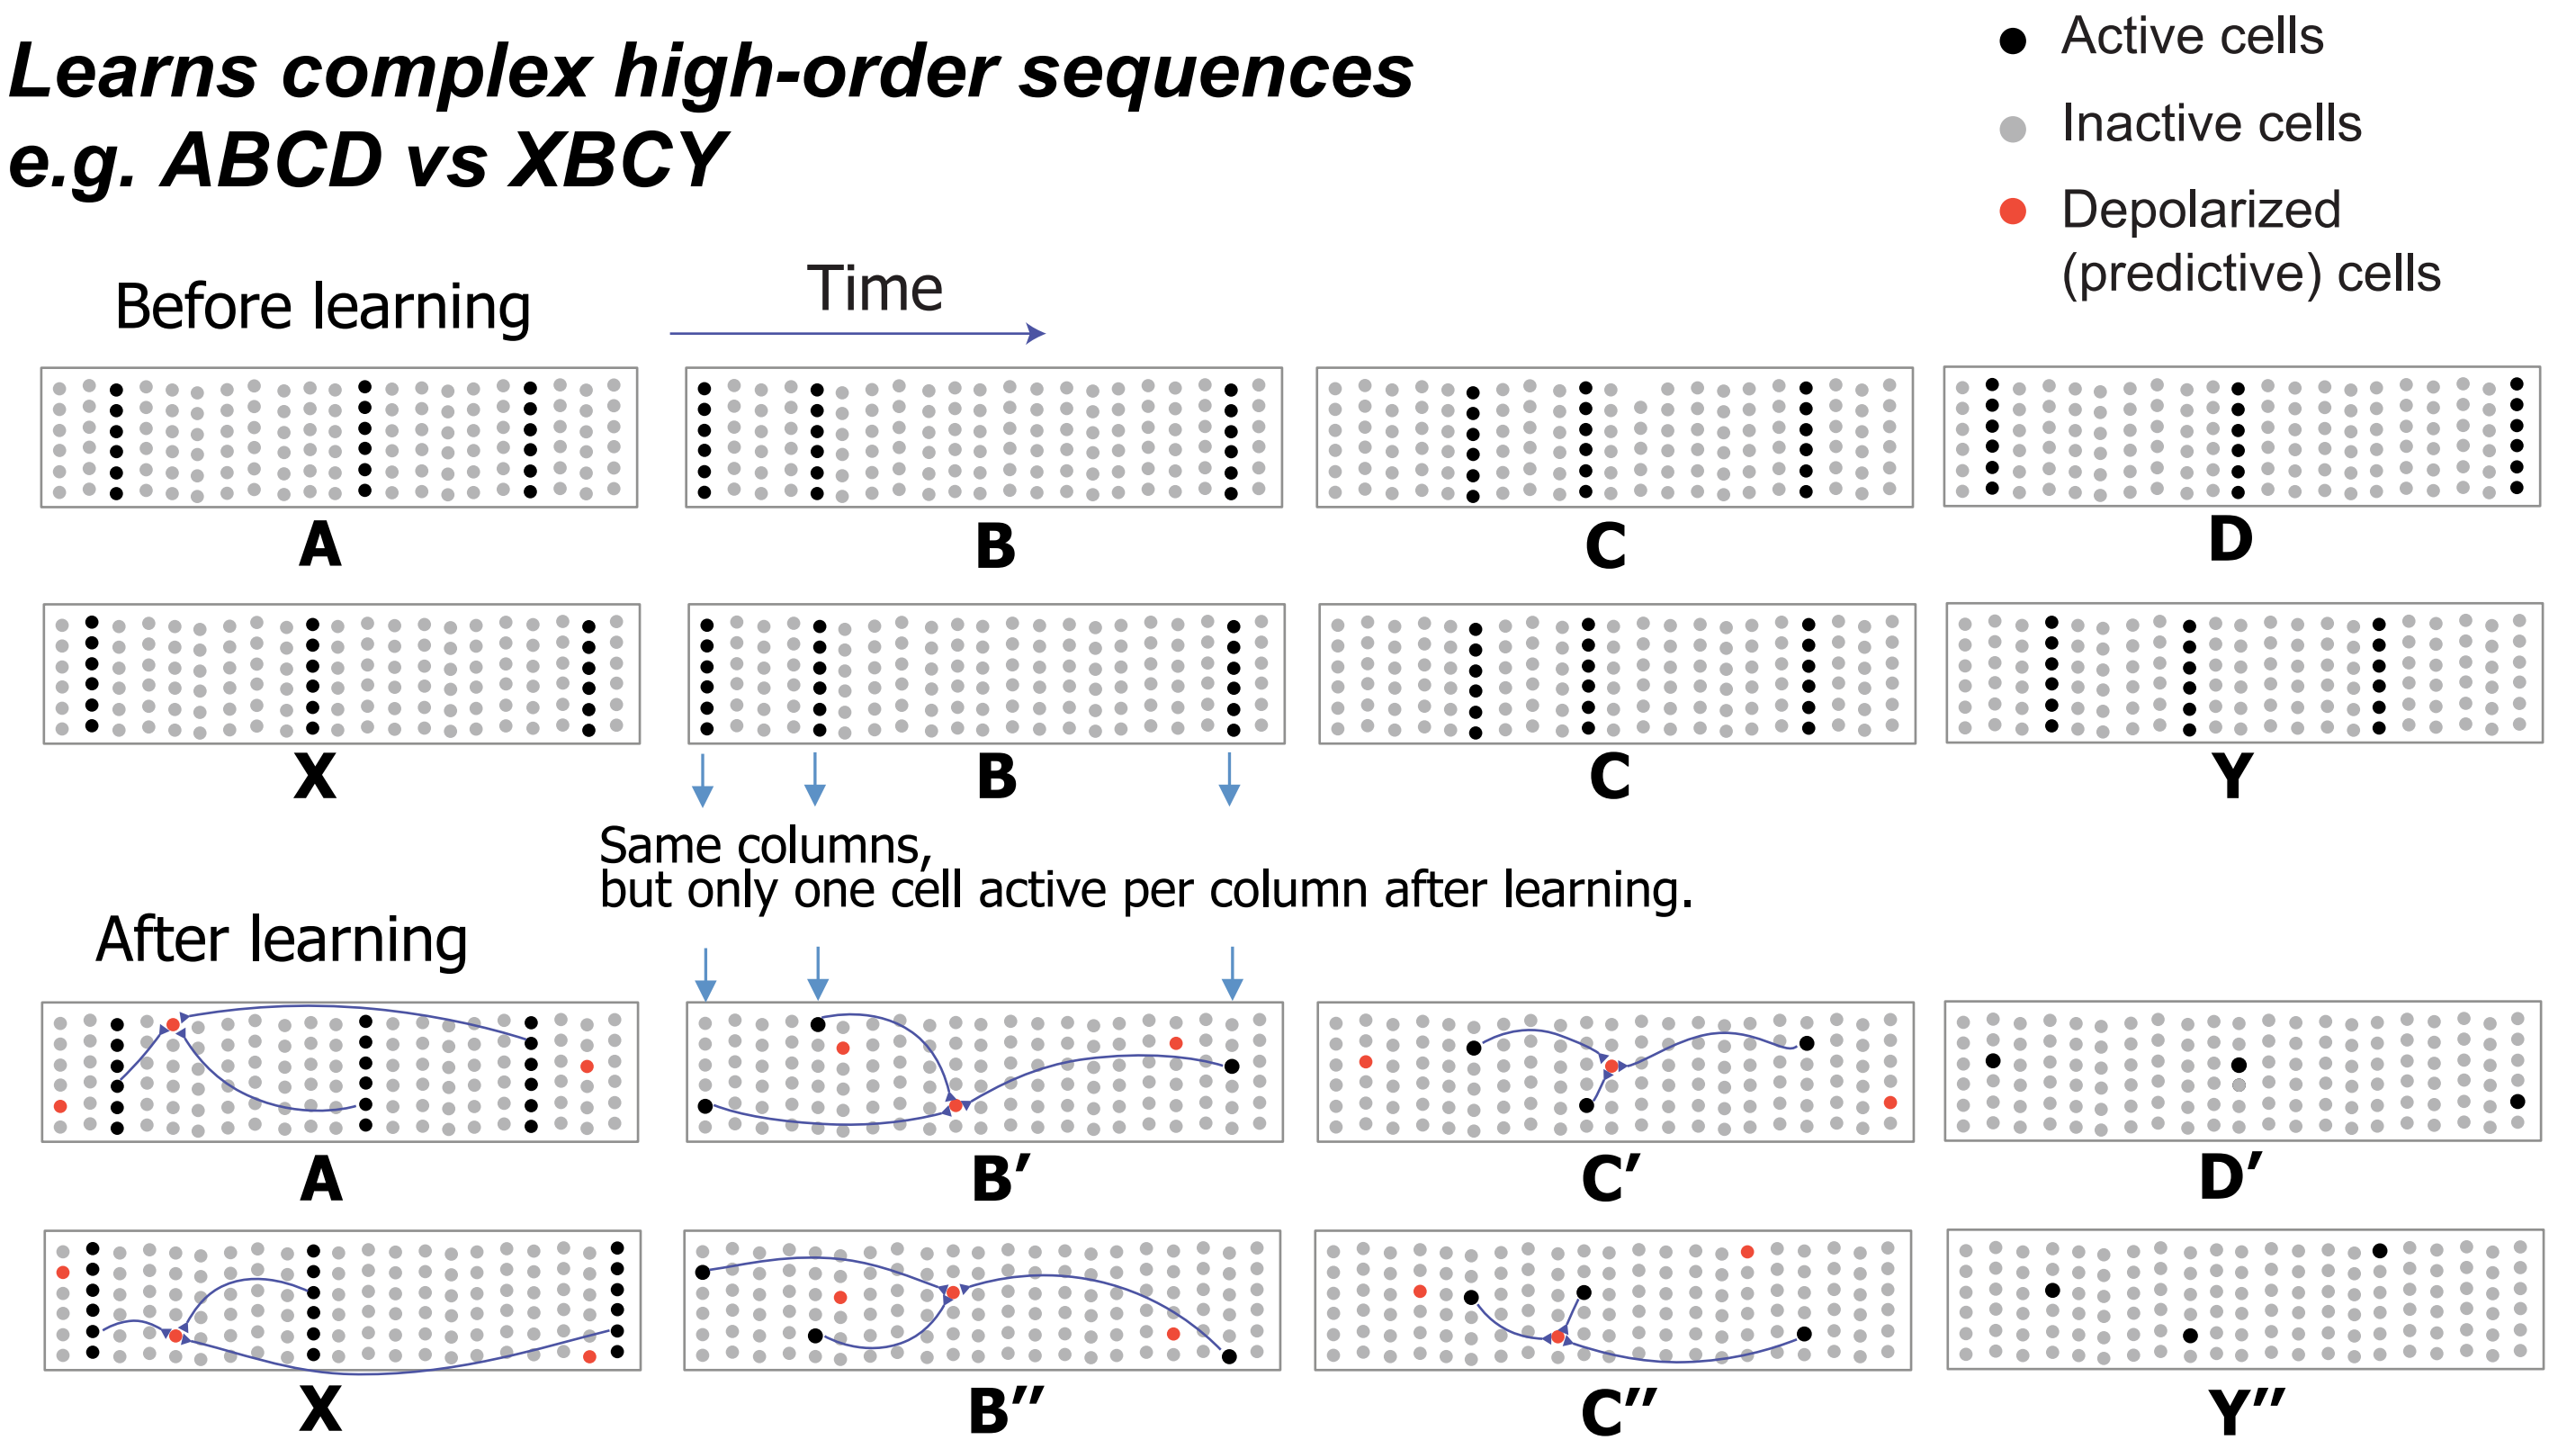 Learns complex high-order sequences
e.g. ABCD vs XBCY
Active cells
Inactive cells
Depolarized
(predictive) cells
Before learning
Time
A
B
C
D
X
B
C
Y
Same columns,
but only one cell active per column after learning.
After learning
A
B′
C′
D′
X
B′′
C′′
Y′′